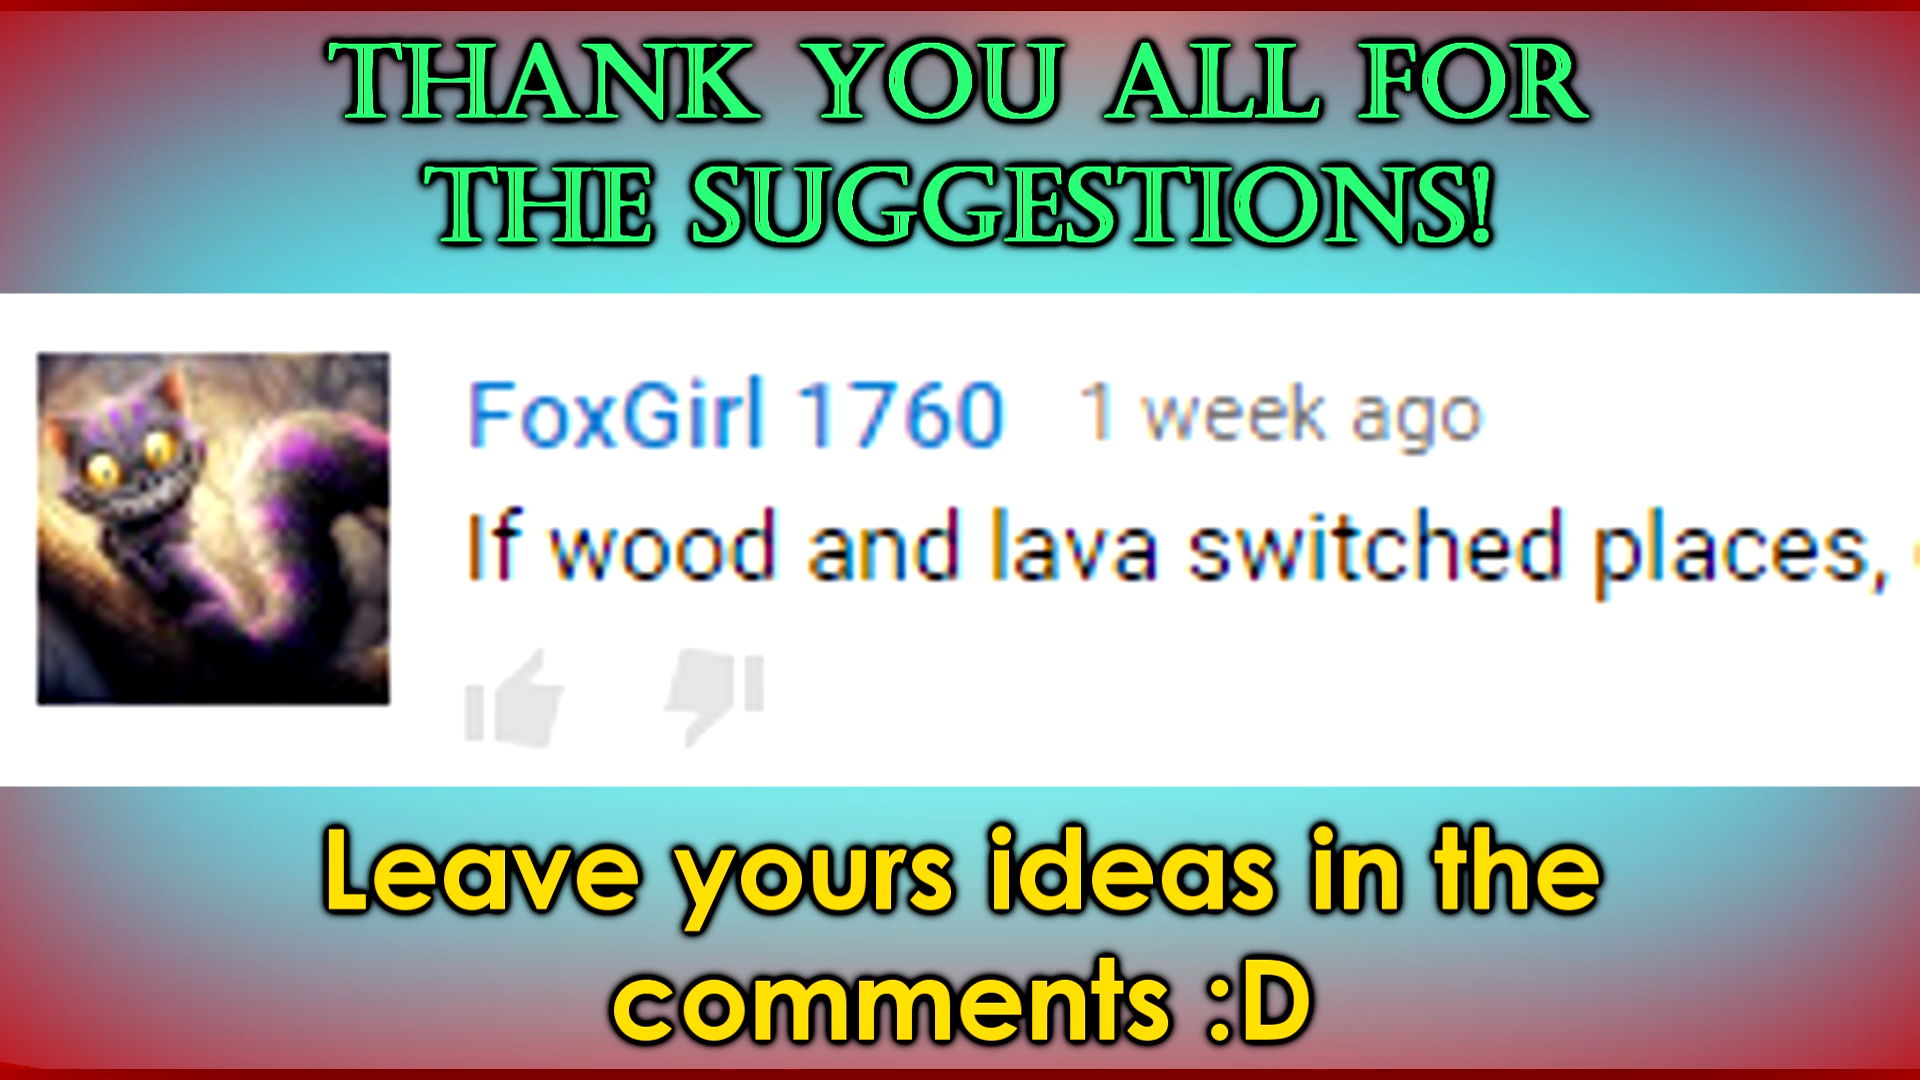 THANK YOU ALL FOR
THE SUGGESTIONS!
FoxGirl 1760 1 week ago
If wood and lava switched places,
Leave yours ideas in the
comments :D